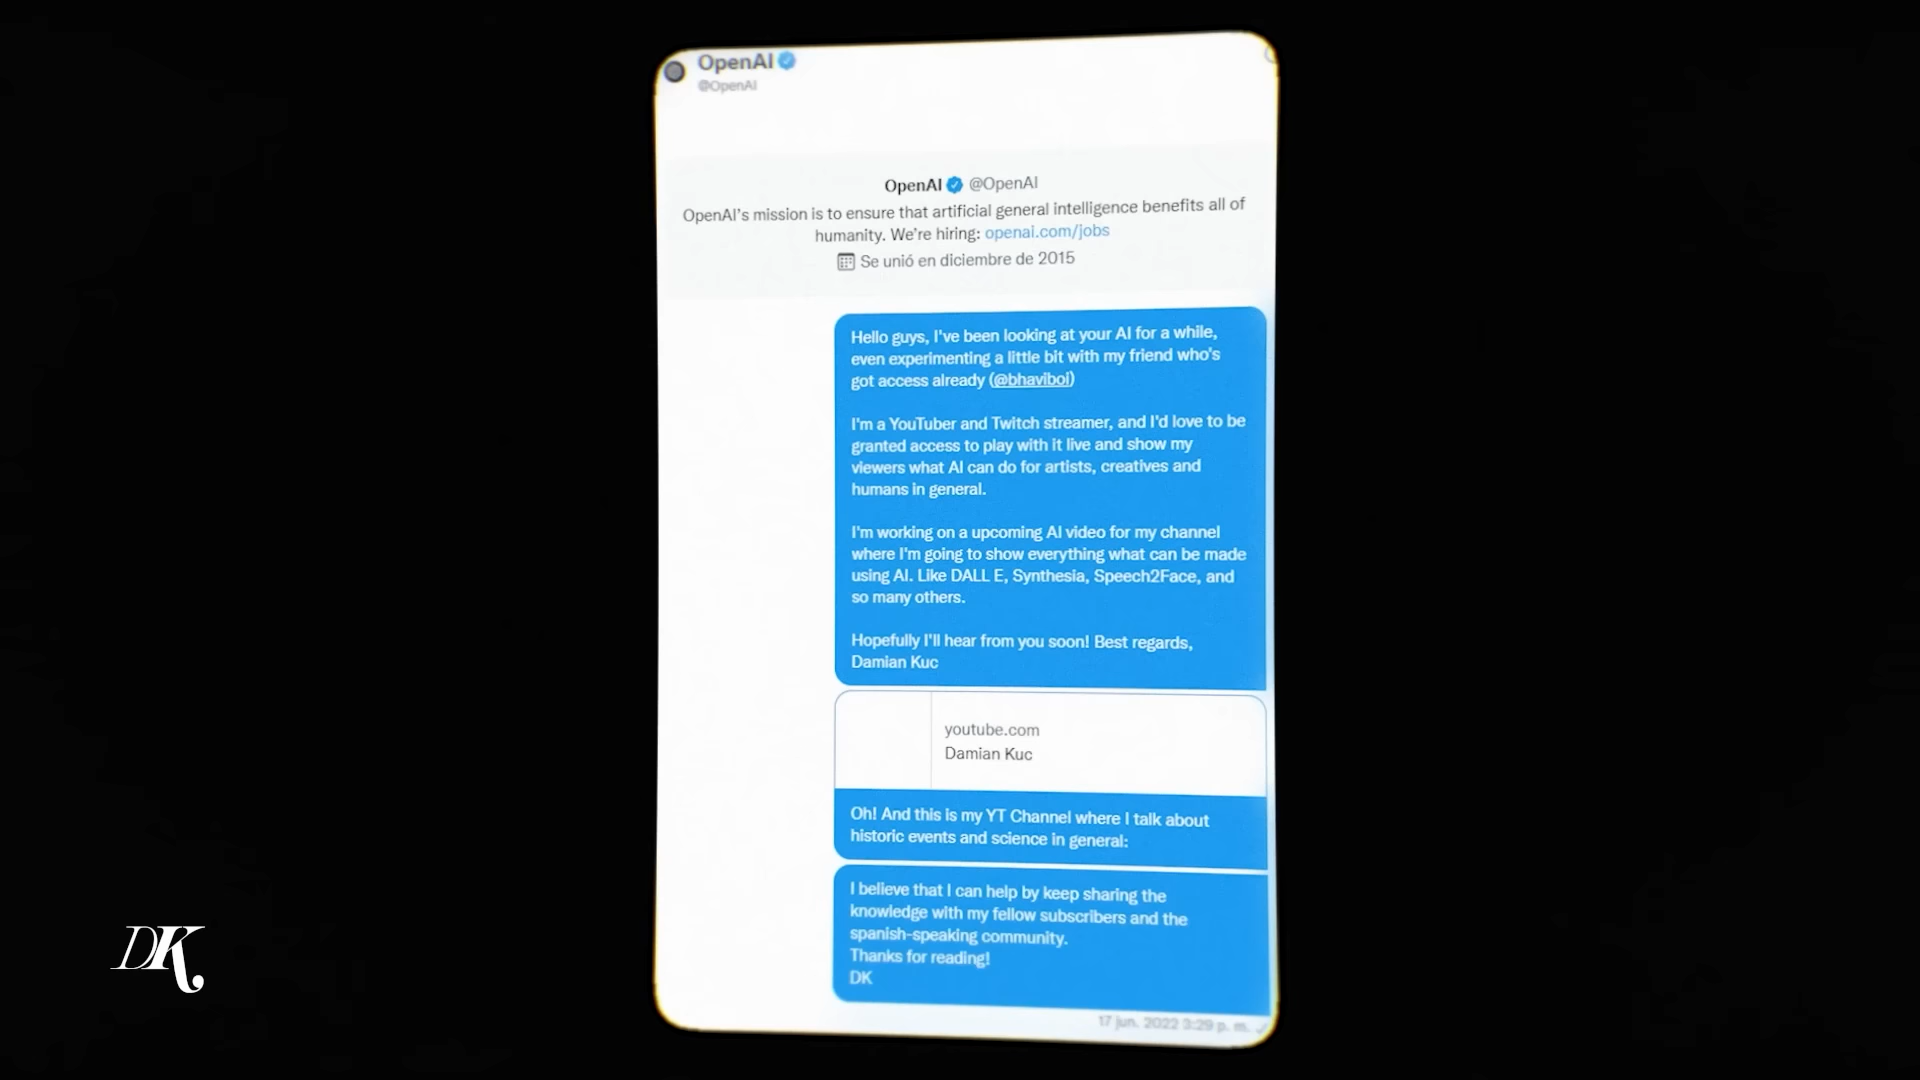 OpenAI
@OpenAI
OpenAI @OpenAI
OpenAI's mission is to ensure that artificial general intelligence benefits all of
humanity. We're hiring: openai.com/jobs
Se unió en diciembre de 2015
Hello guys, I've been looking at your AI for a while,
even experimenting a little bit with my friend who's
got access already (@bhaviboi)
I'm a YouTuber and Twitch streamer, and I'd love to be
granted access to play with it live and show my
viewers what AI can do for artists, creatives and
humans in general.
I'm working on a upcoming AI video for my channel
where I'm going to show everything what can be made
using AI. Like DALL E, Synthesia, Speech2Face, and
so many others.
Hopefully I'll hear from you soon! Best regards,
Damian Kuc
youtube.com
Damian Kuc
Oh! And this is my YT Channel where I talk about
historic events and science in general:
I believe that I can help by keep sharing the
knowledge with my fellow subscribers and the
spanish-speaking community.
Thanks for reading!
DK
17 jun. 2022 3:29 p. m.
DK